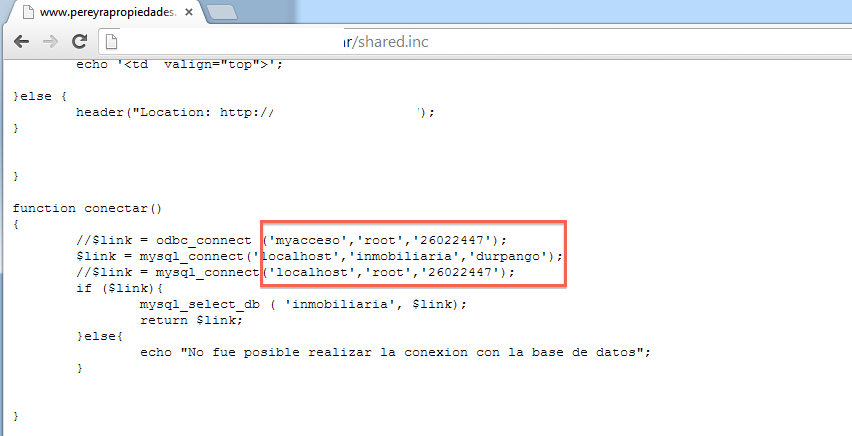 www.pereyrapropiedades.
/shared.inc
echo '<td valign="top">';
}else {
header("Location: http:// ");
}
}
function conectar()
{
//$link = odbc_connect ('myacceso','root','26022447');
$link = mysql_connect('localhost','inmobiliaria','durpango');
//$link = mysql_connect('localhost','root','26022447');
if ($link){
mysql_select_db ( 'inmobiliaria', $link);
return $link;
}else{
echo "No fue posible realizar la conexion con la base de datos";
}
}